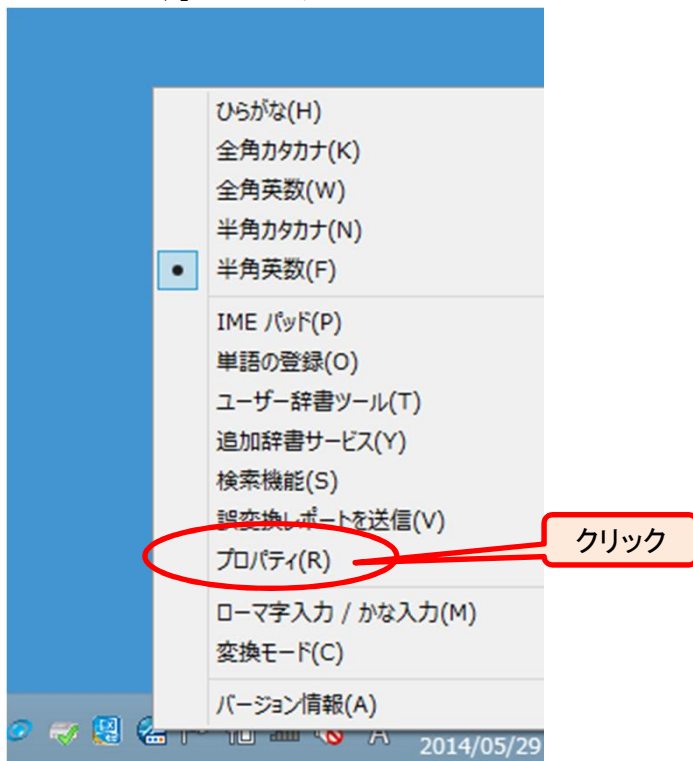 ひらがな(H)
全角カタカナ(K)
全角英数(W)
半角カタカナ(N)
半角英数(F)
IME パッド(P)
単語の登録(O)
ユーザー辞書ツール(T)
追加辞書サービス(Y)
検索機能(S)
誤変換レポートを送信(V)
プロパティ(R)
クリック
ローマ字入力 / かな入力(M)
変換モード(C)
バージョン情報(A)
A
2014/05/29